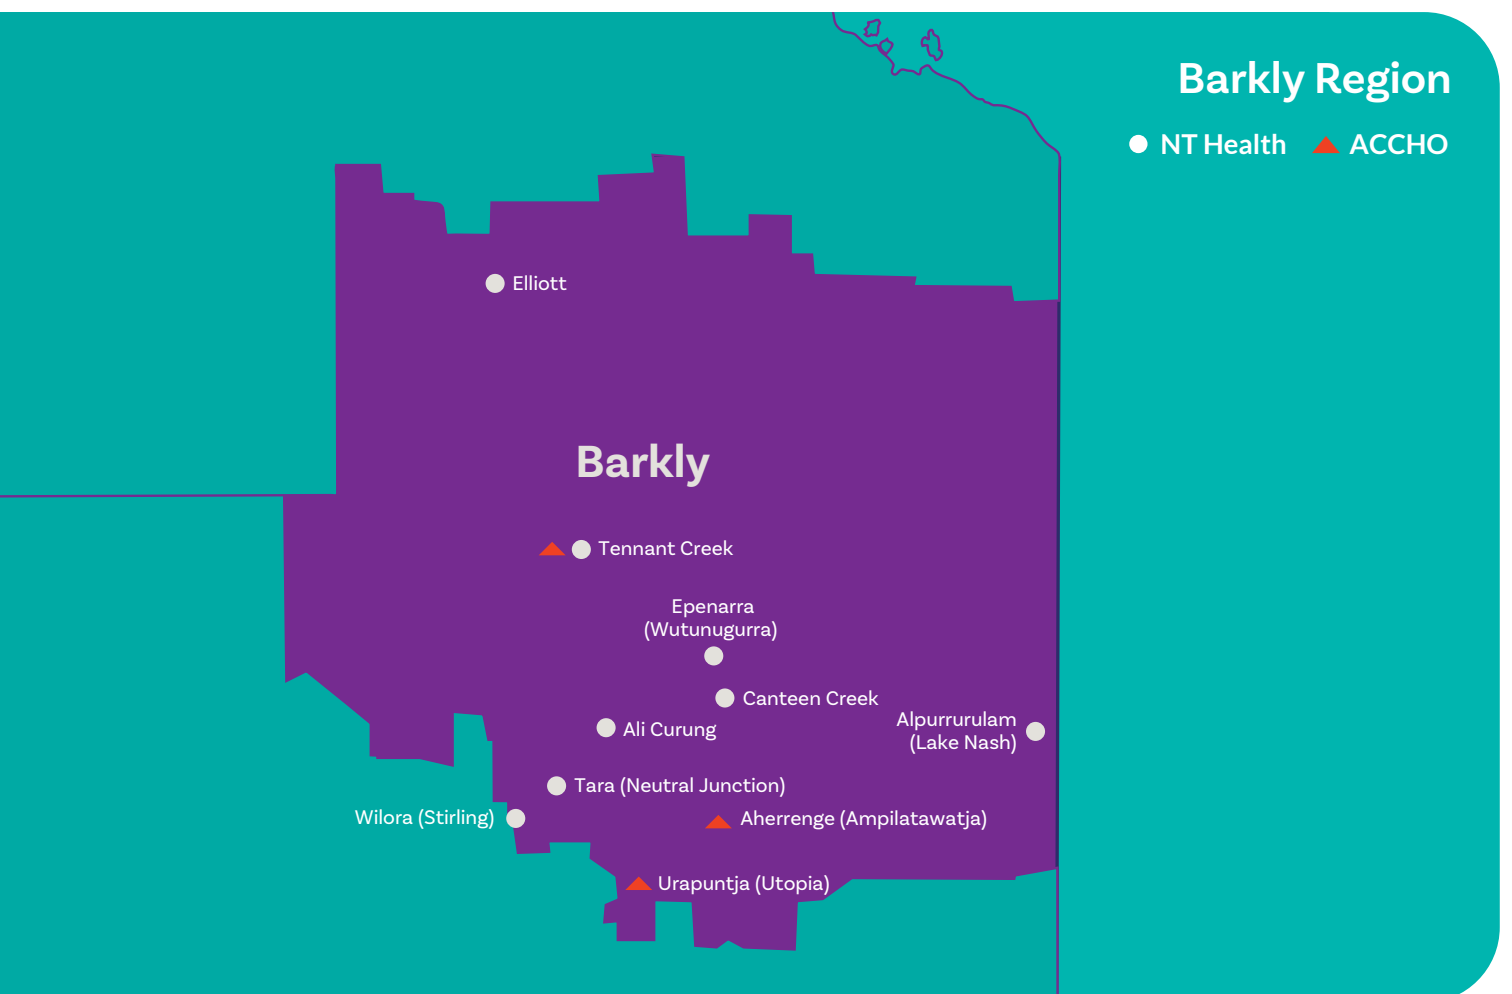 Barkly Region
NT Health
ACCHO
Elliott
Barkly
Tennant Creek
Epenarra
(Wutunugurra)
Canteen Creek
Alpurrurulam
(Lake Nash)
Ali Curung
Tara (Neutral Junction)
Wilora (Stirling)
Aherrenge (Ampilatawatja)
Urapuntja (Utopia)